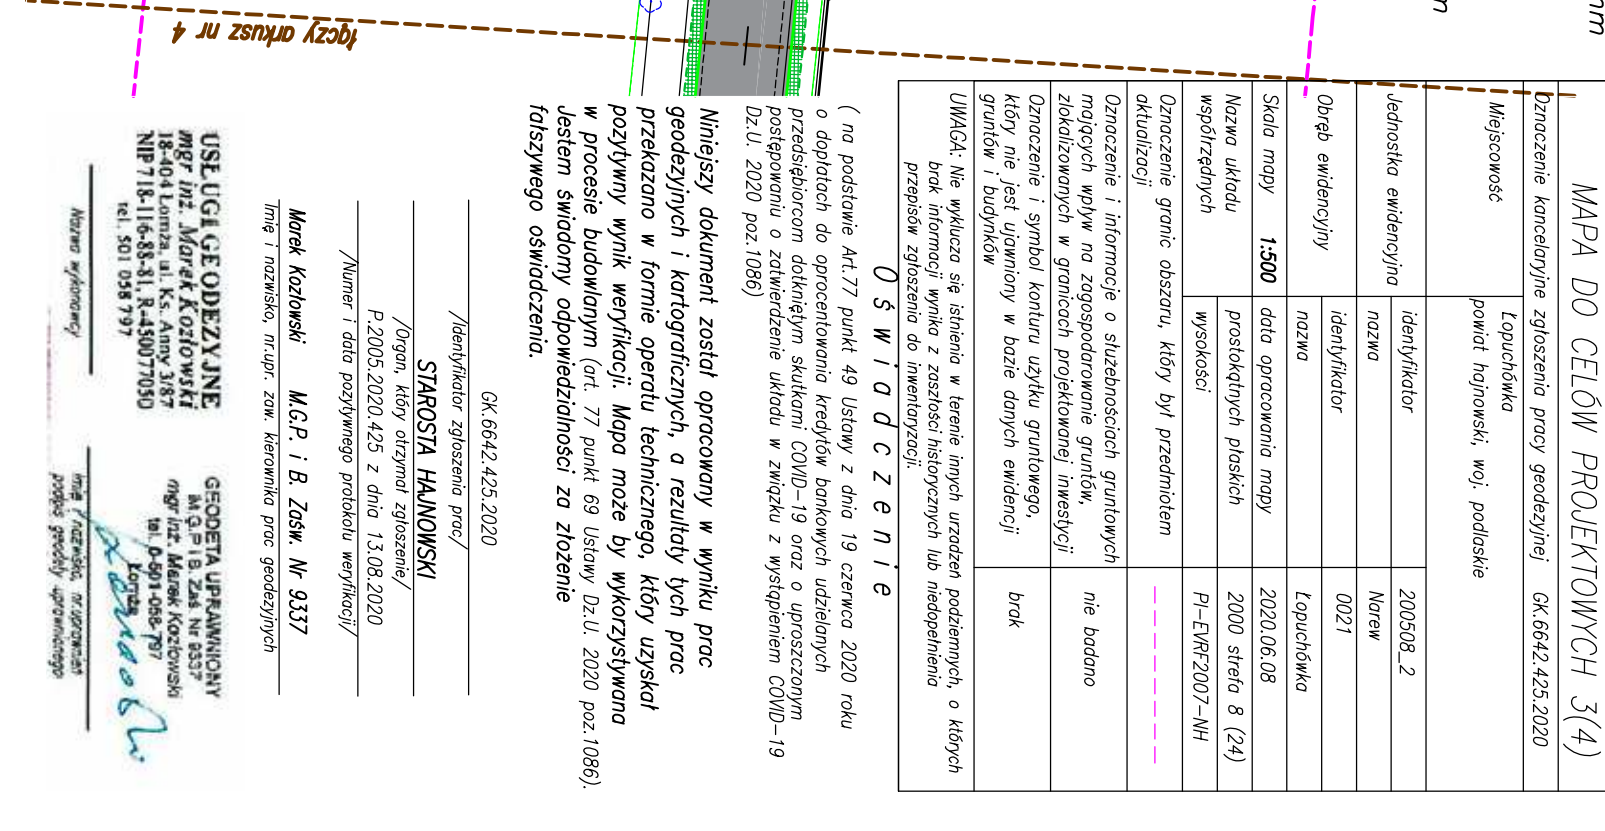 mm
m
łączy arkusz nr 4
MAPA DO CELÓW PROJEKTOWYCH 3(4)
Oznaczenie kancelaryjne zgłoszenia pracy geodezyjnej GK.6642.425.2020
Miejscowość
Łopuchówka
powiat hajnowski, woj. podlaskie
Jednostka ewidencyjna
identyfikator
200508_2
nazwa
Narew
Obręb ewidencyjny
identyfikator
0021
nazwa
Łopuchówka
Skala mapy 1:500
data opracowania mapy
2020.06.08
Nazwa układu
współrzędnych
prostokątnych płaskich
2000 strefa 8 (24)
wysokości
Pl-EVRF2007-NH
Oznaczenie granic obszaru, który był przedmiotem
aktualizacji
Oznaczenie i informacje o służebnościach gruntowych
mających wpływ na zagospodarowanie gruntów,
zlokalizowanych w granicach projektowanej inwestycji
nie badano
Oznaczenie i symbol konturu użytku gruntowego,
który nie jest ujawniony w bazie danych ewidencji
gruntów i budynków
brak
UWAGA: Nie wyklucza się istnienia w terenie innych urządzeń podziemnych, o których
brak informacji wynika z zaszłości historycznych lub niedopełnienia
przepisów zgłoszenia do inwentaryzacji.
O ś w i a d c z e n i e
( na podstawie Art.77 punkt 49 Ustawy z dnia 19 czerwca 2020 roku
o dopłatach do oprocentowania kredytów bankowych udzielanych
przedsiębiorcom dotkniętym skutkami COVID-19 oraz o uproszczonym
postępowaniu o zatwierdzenie układu w związku z wystąpieniem COVID-19
Dz.U. 2020 poz.1086)
Niniejszy dokument został opracowany w wyniku prac
geodezyjnych i kartograficznych, a rezultaty tych prac
przekazano w formie operatu technicznego, który uzyskał
pozytywny wynik weryfikacji. Mapa może by wykorzystywana
w procesie budowlanym (art. 77 punkt 69 Ustawy Dz.U. 2020 poz.1086).
Jestem świadomy odpowiedzialności za złożenie
fałszywego oświadczenia.
GK.6642.425.2020
/Identyfikator zgłoszenia prac/
STAROSTA HAJNOWSKI
/Organ, który otrzymał zgłoszenie/
P.2005.2020.425 z dnia 13.08.2020
/Numer i data pozytywnego protokołu weryfikacji/
Marek Kozłowski M.G.P. i B. Zaśw. Nr 9337
Imię i nazwisko, nr.upr. zaw. kierownika prac geodezyjnych
USŁUGI GEODEZYJNE
mgr inż. Marek Kozłowski
18-404 Łomża, ul. Ks. Anny 3/87
NIP 718-116-88-81, R-450077050
tel. 501 058 797
Nazwa wykonawcy
GEODETA UPRAWNIONY
M.G.P i B. Zaś Nr 9337
mgr inż. Marek Kozłowski
tel. 0-501-058-797
Łomża
Imię i nazwisko, nr.uprawnień
podpis geodety uprawnionego